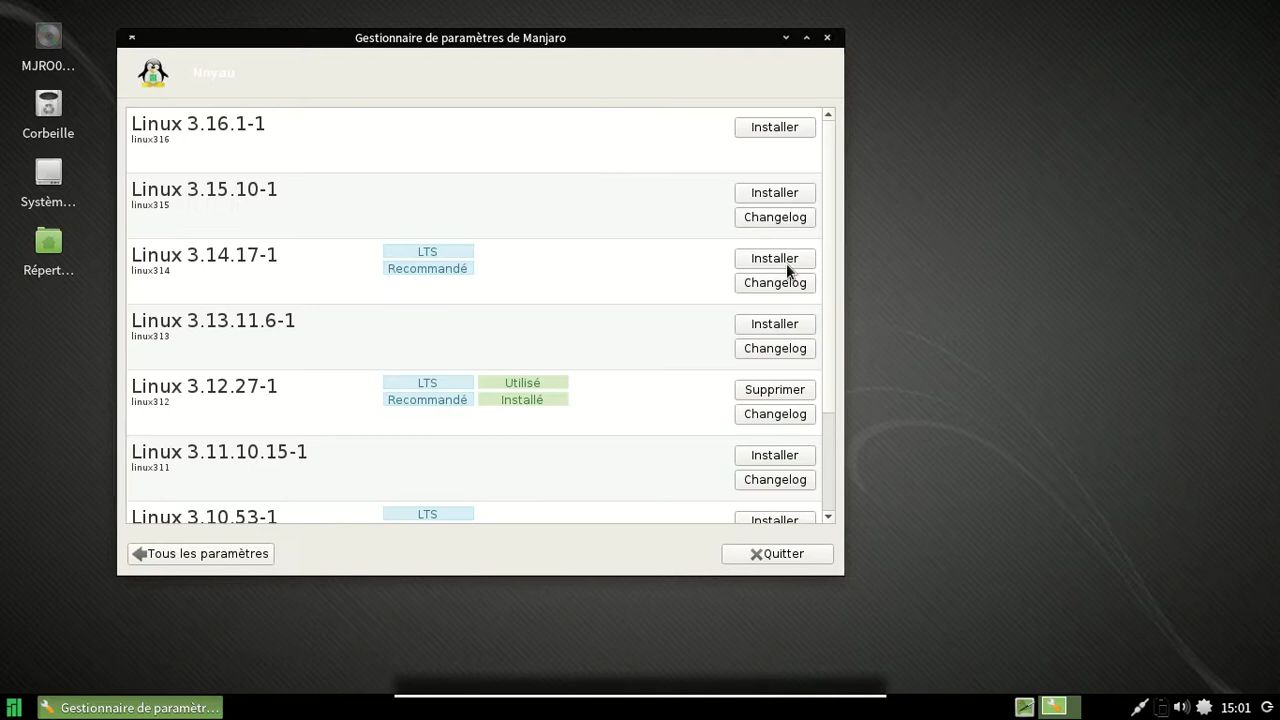 Gestionnaire de paramètres de Manjaro
MJRO0...
Corbeille
Systèm...
Répert...
Noyau
Linux 3.16.1-1
linux316
Installer
Linux 3.15.10-1
linux315
Installer
Changelog
Linux 3.14.17-1
linux314
LTS
Recommandé
Installer
Changelog
Linux 3.13.11.6-1
linux313
Installer
Changelog
Linux 3.12.27-1
linux312
LTS Utilisé
Recommandé Installé
Supprimer
Changelog
Linux 3.11.10.15-1
linux311
Installer
Changelog
Linux 3.10.53-1
LTS
Installer
Tous les paramètres
Quitter
Gestionnaire de paramètr...
15:01